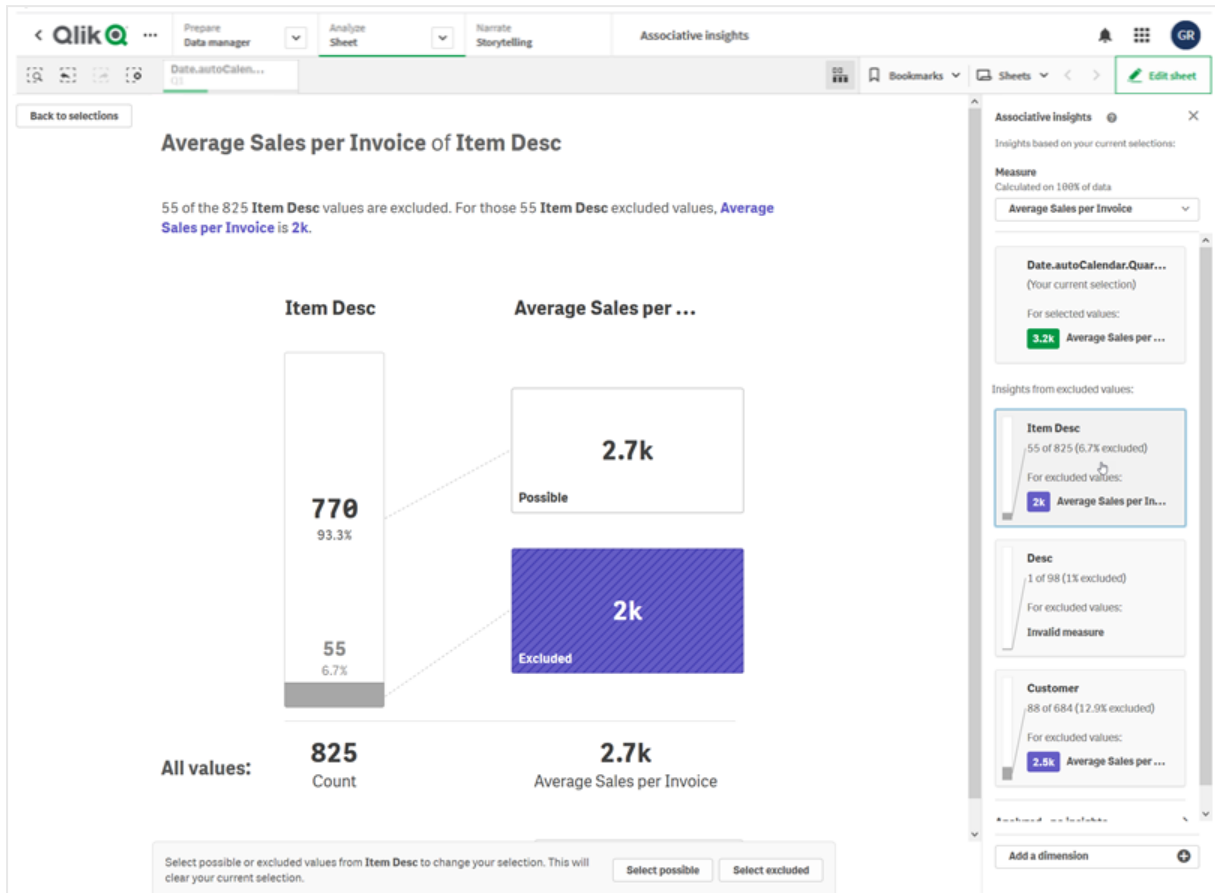 Qlik
Prepare
Data manager
Analyze
Sheet
Narrate
Storytelling
Associative insights
GR
Date.autoCalen...
Q1
Bookmarks
Sheets
Edit sheet
Back to selections
Average Sales per Invoice of Item Desc
55 of the 825 Item Desc values are excluded. For those 55 Item Desc excluded values, Average
Sales per Invoice is 2k.
Item Desc
Average Sales per ...
770
93.3%
55
6.7%
2.7k
Possible
2k
Excluded
All values:
825
Count
2.7k
Average Sales per Invoice
Select possible or excluded values from Item Desc to change your selection. This will
clear your current selection.
Select possible
Select excluded
Associative insights
Insights based on your current selections:
Measure
Calculated on 100% of data
Average Sales per Invoice
Date.autoCalendar.Quar...
(Your current selection)
For selected values:
3.2k Average Sales per ...
Insights from excluded values:
Item Desc
55 of 825 (6.7% excluded)
For excluded values:
2k Average Sales per In...
Desc
1 of 98 (1% excluded)
For excluded values:
Invalid measure
Customer
88 of 684 (12.9% excluded)
For excluded values:
2.5k Average Sales per ...
Add a dimension